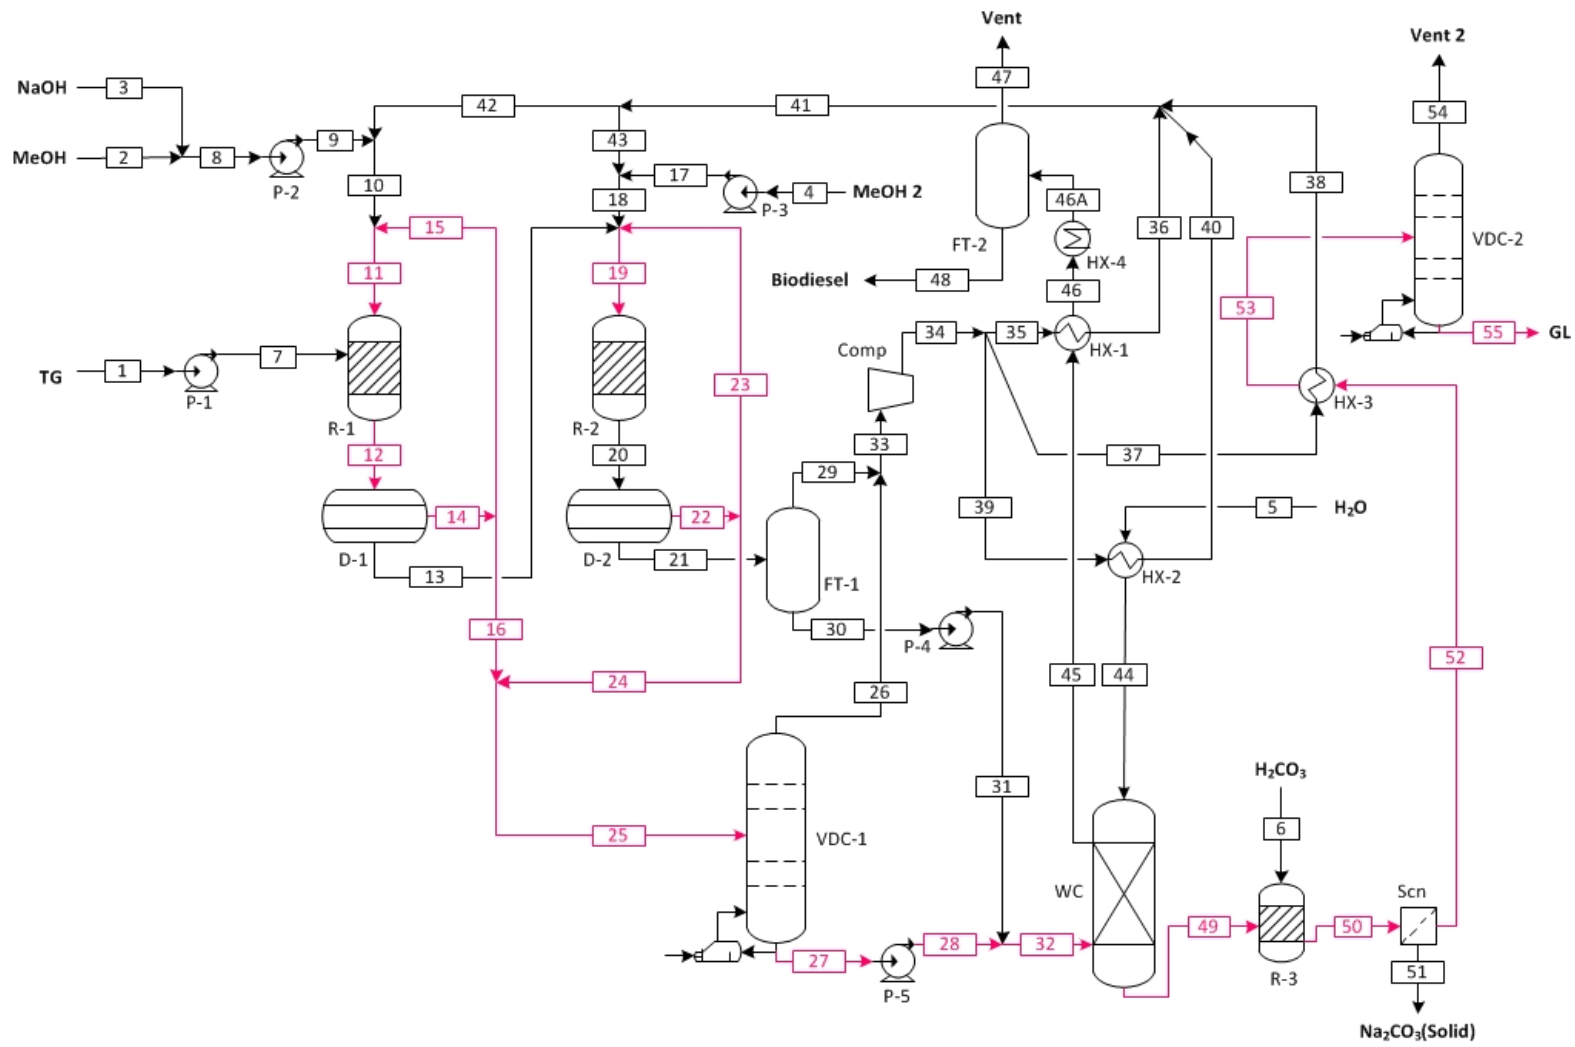 Vent
Vent 2
NaOH
3
42
41
47
54
9
43
MeOH
2
8
P-2
10
17
4
MeOH 2
P-3
18
46A
38
15
36
40
VDC-2
FT-2
HX-4
11
19
Biodiesel
48
46
53
34
35
55
GL
Comp
HX-1
TG
1
7
23
P-1
HX-3
R-1
R-2
12
20
33
37
29
39
5
H₂O
14
22
D-1
D-2
21
HX-2
13
FT-1
16
30
P-4
52
24
26
45
44
31
H₂CO₃
6
25
VDC-1
WC
Scn
49
50
28
32
27
51
R-3
P-5
Na₂CO₃(Solid)